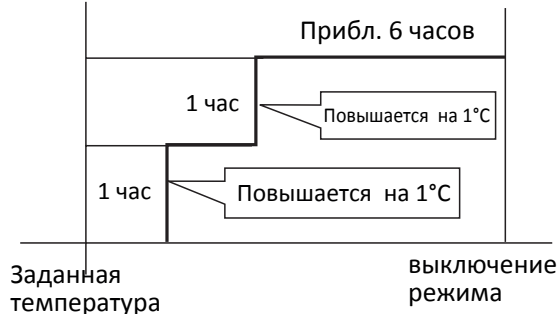 Прибл. 6 часов
1 час
Повышается на 1°C
1 час
Повышается на 1°C
Заданная
температура
выключение
режима